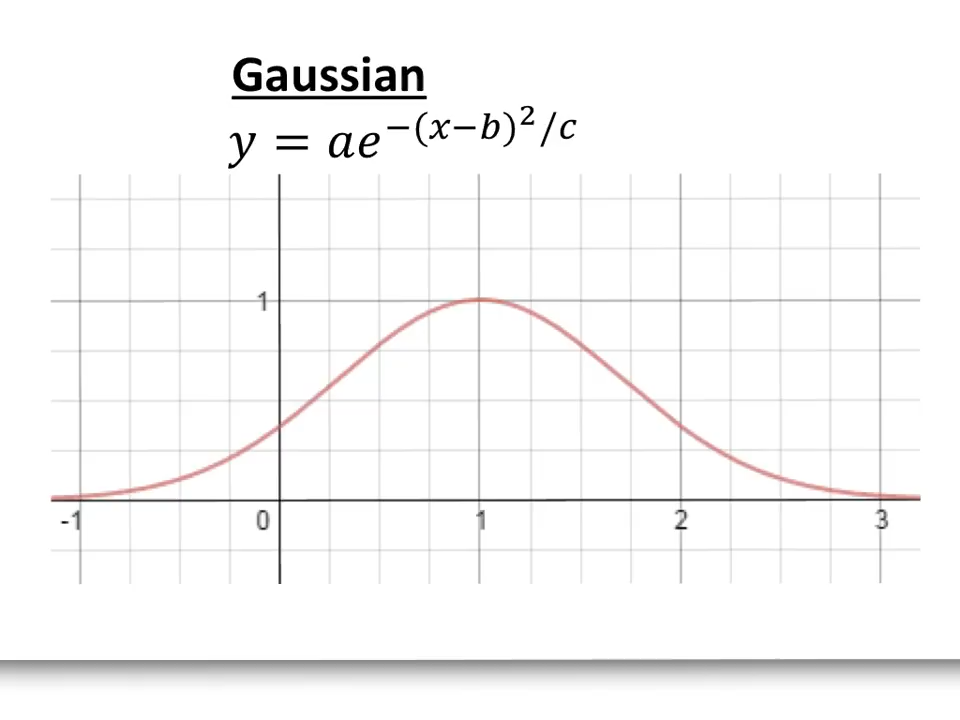 Gaussian
y = ae^{-(x-b)^2/c}
1
-1 0 1 2 3